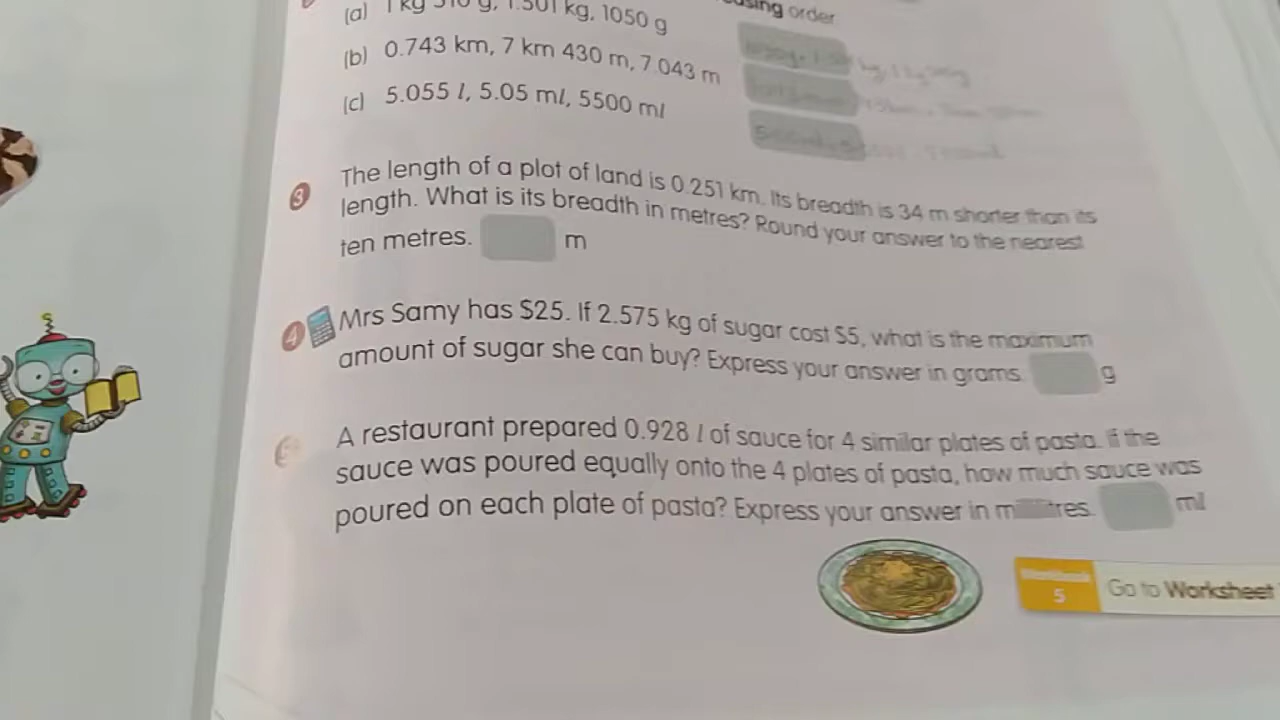 order
(a) 1 kg 510 g, 1.501 kg, 1050 g
(b) 0.743 km, 7 km 430 m, 7.043 m
(c) 5.055 l, 5.05 ml, 5500 ml
3 The length of a plot of land is 0.251 km. Its breadth is 34 m shorter than its
length. What is its breadth in metres? Round your answer to the nearest
ten metres. m
4 Mrs Samy has $25. If 2.575 kg of sugar cost $5, what is the maximum
amount of sugar she can buy? Express your answer in grams. g
A restaurant prepared 0.928 l of sauce for 4 similar plates of pasta. If the
sauce was poured equally onto the 4 plates of pasta, how much sauce was
poured on each plate of pasta? Express your answer in millilitres. ml
5 Go to Worksheet